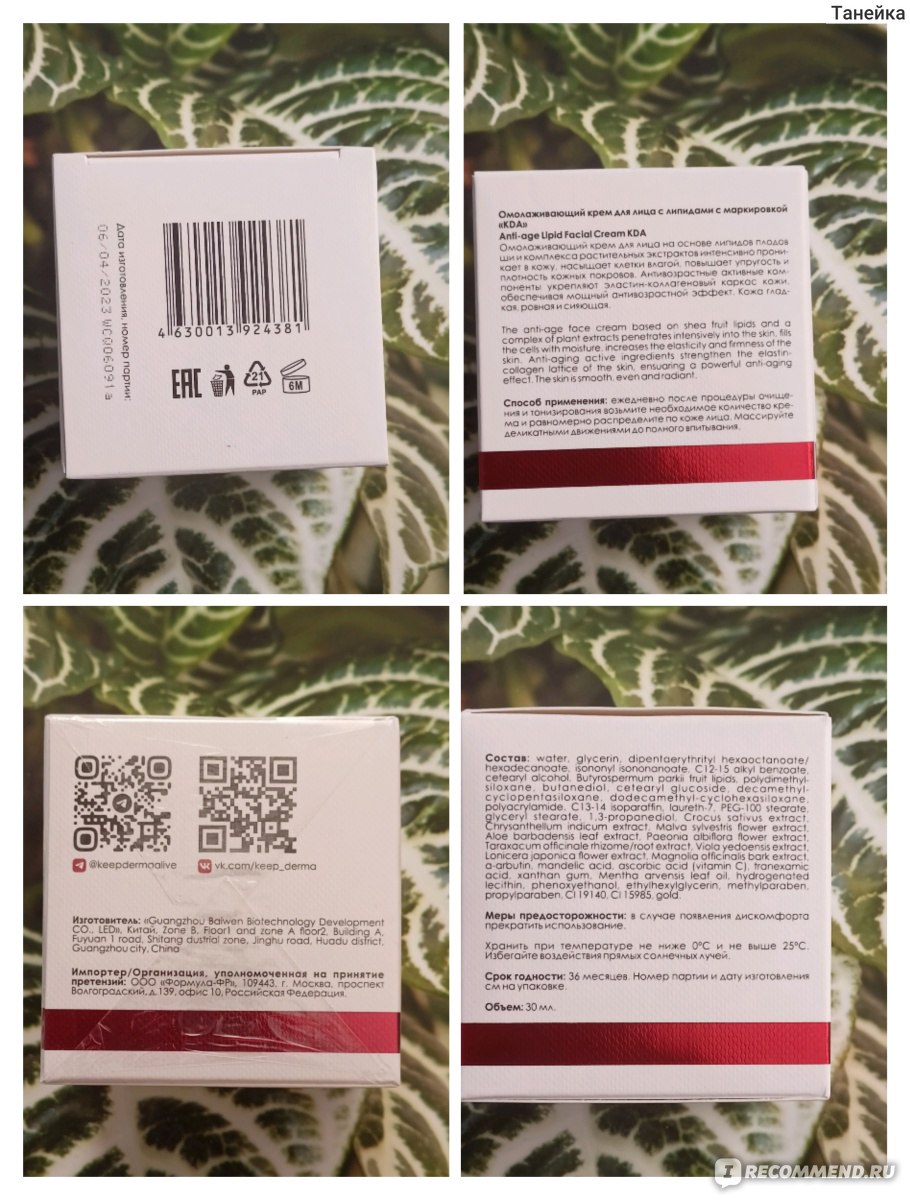 Танейка
Дата изготовления, номер партии:
06/04/2023 WCQ06091a
4 630013 924381
EAC
21
PAP
6M
Омолаживающий крем для лица с липидами с маркировкой
«KDA»
Anti-age Lipid Facial Cream KDA
Омолаживающий крем для лица на основе липидов плодов
ши и комплекса растительных экстрактов интенсивно прони-
кает в кожу, насыщает клетки влагой, повышает упругость и
плотность кожных покровов. Антивозрастные активные ком-
поненты укрепляют эластин-коллагеновый каркас кожи,
обеспечивая мощный антивозрастной эффект. Кожа глад-
кая, ровная и сияющая.
The anti-age face cream based on shea fruit lipids and a
complex of plant extracts penetrates intensively into the skin, fills
the cells with moisture, increases the elasticity and firmness of the
skin. Anti-aging active ingredients strengthen the elastin-
collagen lattice of the skin, ensuring a powerful anti-aging
effect. The skin is smooth, even and radiant.
Способ применения: ежедневно после процедуры очище-
ния и тонизирования возьмите необходимое количество кре-
ма и равномерно распределите по коже лица. Массируйте
деликатными движениями до полного впитывания.
@keepdermaalive
vk.com/keep_derma
Изготовитель: «Guangzhou Baiwen Biotechnology Development
CO., LED», Китай, Zone B, Floor1 and zone A floor2, Building A,
Fuyuan 1 road, Shitang dustrial zone, Jinghu road, Huadu district,
Guangzhou city, China
Импортер/Организация, уполномоченная на принятие
претензий: ООО «Формула-ФР», 109443, г. Москва, проспект
Волгоградский, д.139, офис 10, Российская Федерация.
Состав: water, glycerin, dipentaerythrityl hexaoctanoate/
hexadecanoate, isononyl isononanoate, C12-15 alkyl benzoate,
cetearyl alcohol, Butyrospermum parkii fruit lipids, polydimethyl-
siloxane, butanediol, cetearyl glucoside, decamethyl-
cyclopentasiloxane, dodecamethyl-cyclohexasiloxane,
polyacrylamide, C13-14 isoparaffin, laureth-7, PEG-100 stearate,
glyceryl stearate, 1,3-propanediol, Crocus sativus extract,
Chrysanthellum indicum extract, Malva sylvestris flower extract,
Aloe barbadensis leaf extract, Paeonia albiflora flower extract,
Taraxacum officinale rhizome/root extract, Viola yedoensis extract,
Lonicera japonica flower extract, Magnolia officinalis bark extract,
a-arbutin, mandelic acid, ascorbic acid (vitamin C), tranexamic
acid, xanthan gum, Mentha arvensis leaf oil, hydrogenated
lecithin, phenoxyethanol, ethylhexylglycerin, methylparaben,
propylparaben, CI 19140, CI 15985, gold.
Меры предосторожности: в случае появления дискомфорта
прекратить использование.
Хранить при температуре не ниже 0°C и не выше 25°C.
Избегайте воздействия прямых солнечных лучей.
Срок годности: 36 месяцев. Номер партии и дату изготовления
см на упаковке.
Объем: 30 мл.
IRECOMMEND.RU